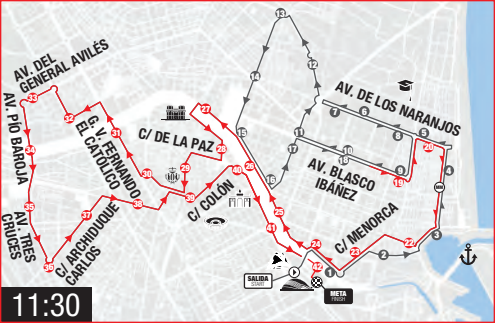 13
12
14
AV. DEL
GENERAL AVILÉS
33
32
AV. PÍO BAROJA
34
G. V. FERNANDO
EL CATÓLICO
31
30
27
C/ DE LA PAZ
28
29
15
26
AV. DE LOS NARANJOS
7
6
8
5
20
4
11
10
18
9
19
17
16
AV. BLASCO
IBÁÑEZ
40
39
38
37
C/ COLÓN
35
AV. TRES
CRUCES
36
C/ ARCHIDUQUE
CARLOS
25
41
24
C/ MENORCA
23
22
3
2
1
42
SALIDA
START
META
FINISH
11:30